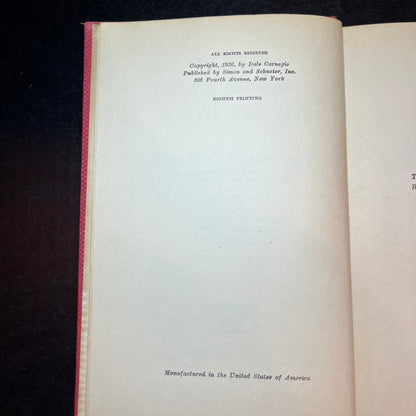 ALL RIGHTS RESERVED
Copyright, 1936, by Dale Carnegie
Published by Simon and Schuster, Inc.
386 Fourth Avenue, New York
EIGHTH PRINTING
T
R
Manufactured in the United States of America